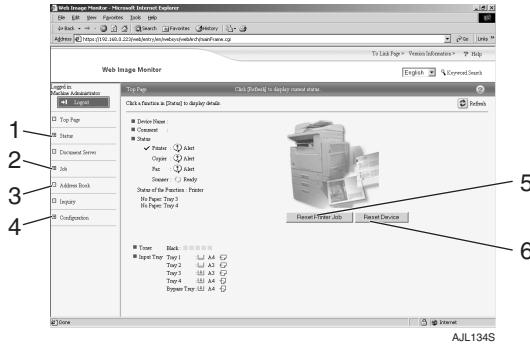 Web Image Monitor - Microsoft Internet Explorer
File Edit View Favorites Tools Help
Back Search Favorites History
Address https://192.168.0.223/web/entry/en/websys/webArch/mainFrame.cgi Go Links
To Link Page Version Information Help
Web Image Monitor
English Keyword Search
Logged in:
Machine Administrator
Logout
Top Page Click [Refresh] to display current status.
Click a function in [Status] to display details. Refresh
Top Page
1 Status
Document Server
2 Job
3 Address Book
Inquiry
4 Configuration
Device Name :
Comment :
Status
Printer : Alert
Copier : Alert
Fax : Alert
Scanner : Ready
Status of the Function : Printer
No Paper: Tray 3
No Paper: Tray 4
Reset Printer Job 5
Reset Device 6
Toner Black :
Input Tray Tray 1 : A4
Tray 2 : A3
Tray 3 : A3
Tray 4 : A4
Bypass Tray : A4
Done Internet
AJL134S